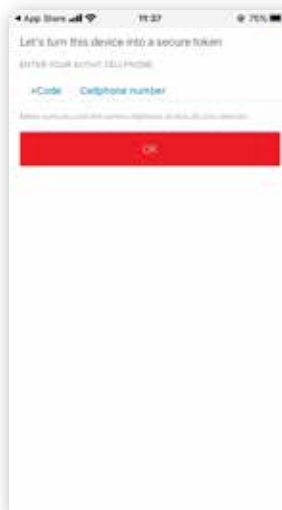 App Store 11:37 75%
Let's turn this device into a secure token
ENTER YOUR AUTHY CELLPHONE
+Code Cellphone number
OK